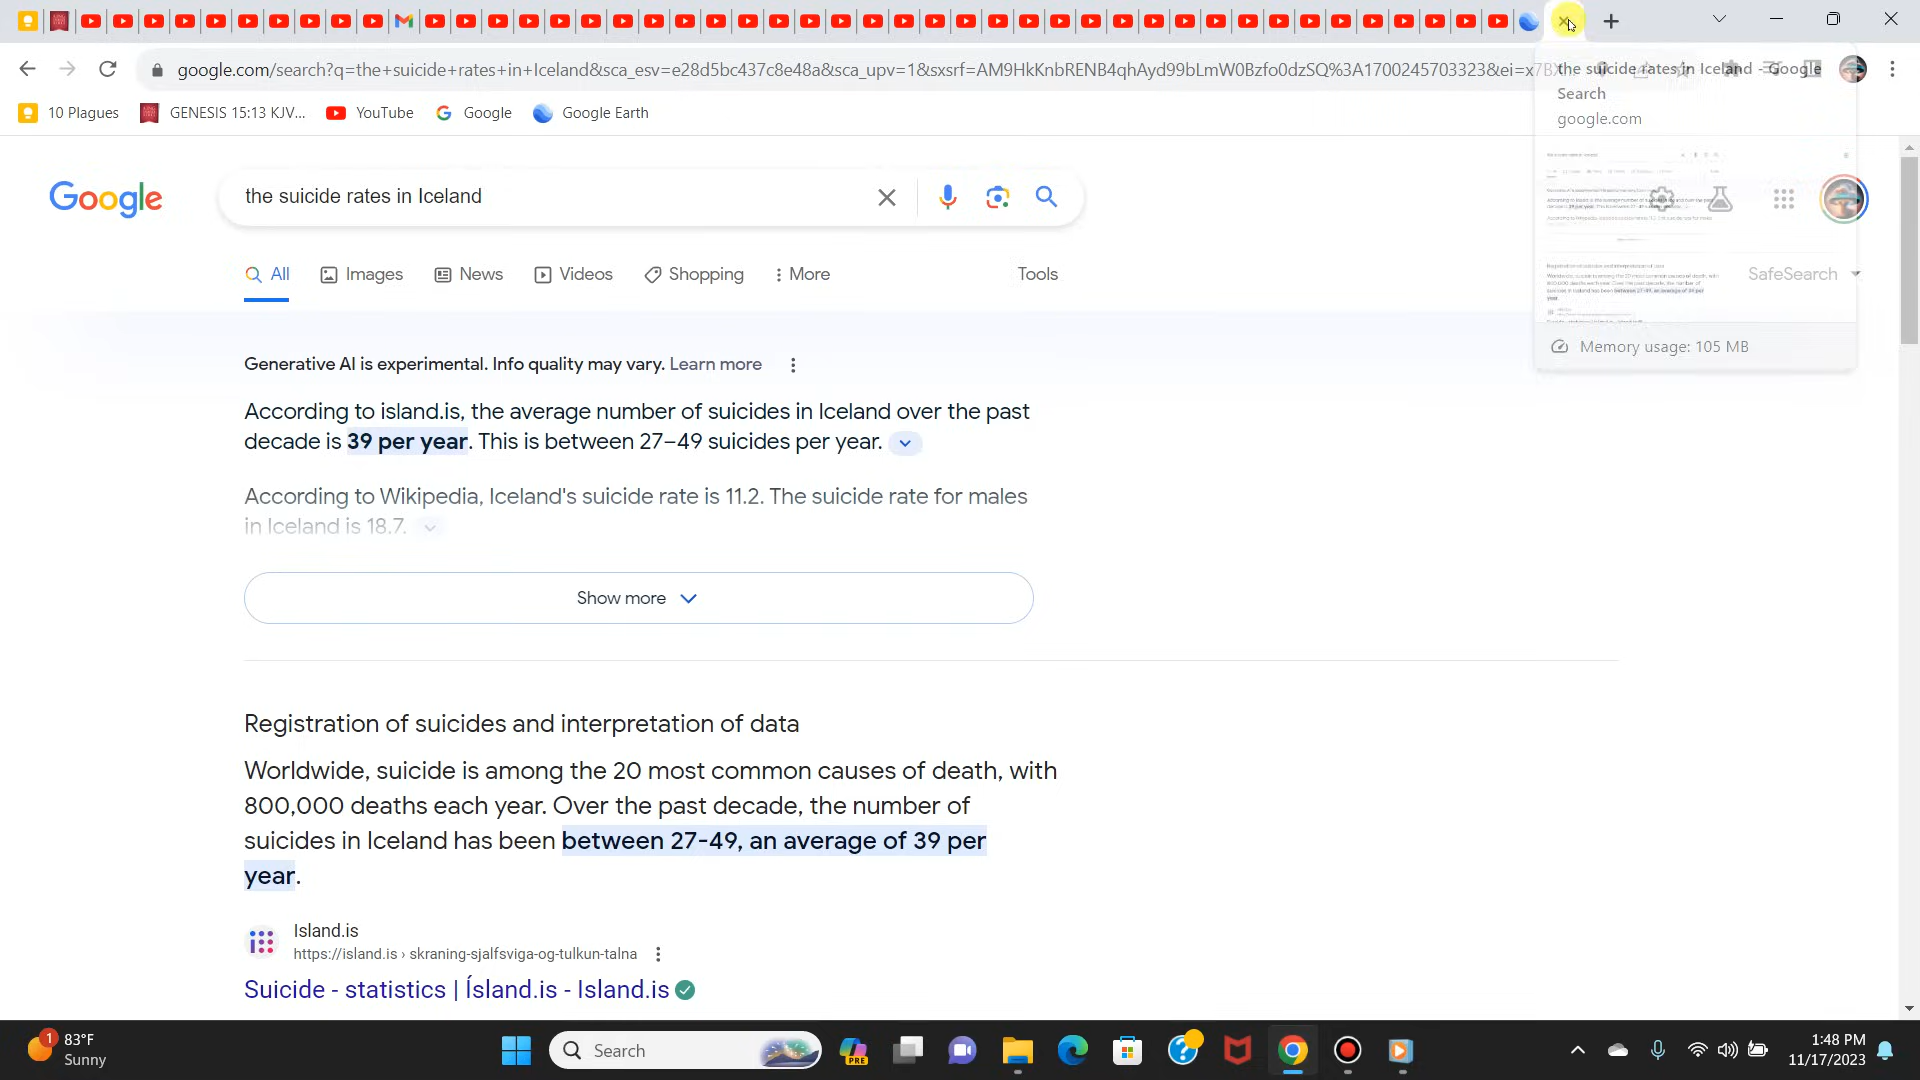 google.com/search?q=the+suicide+rates+in+Iceland&sca_esv=e28d5bc437c8e48a&sca_upv=1&sxsrf=AM9HkKnbRENB4qhAyd99bLmW0Bzfo0dzSQ%3A1700245703323&ei=x7B
the suicide rates in Iceland - Google
Search
google.com
10 Plagues
GENESIS 15:13 KJV...
YouTube
Google
Google Earth
Google
the suicide rates in Iceland
All
Images
News
Videos
Shopping
More
Tools
SafeSearch
Memory usage: 105 MB
Generative AI is experimental. Info quality may vary. Learn more
According to island.is, the average number of suicides in Iceland over the past
decade is 39 per year. This is between 27–49 suicides per year.
According to Wikipedia, Iceland's suicide rate is 11.2. The suicide rate for males
in Iceland is 18.7.
Show more
Registration of suicides and interpretation of data
Worldwide, suicide is among the 20 most common causes of death, with
800,000 deaths each year. Over the past decade, the number of
suicides in Iceland has been between 27-49, an average of 39 per
year.
Island.is
https://island.is › skraning-sjalfsviga-og-tulkun-talna
Suicide - statistics | Ísland.is - Island.is
1
83°F
Sunny
Search
PRE
1:48 PM
11/17/2023